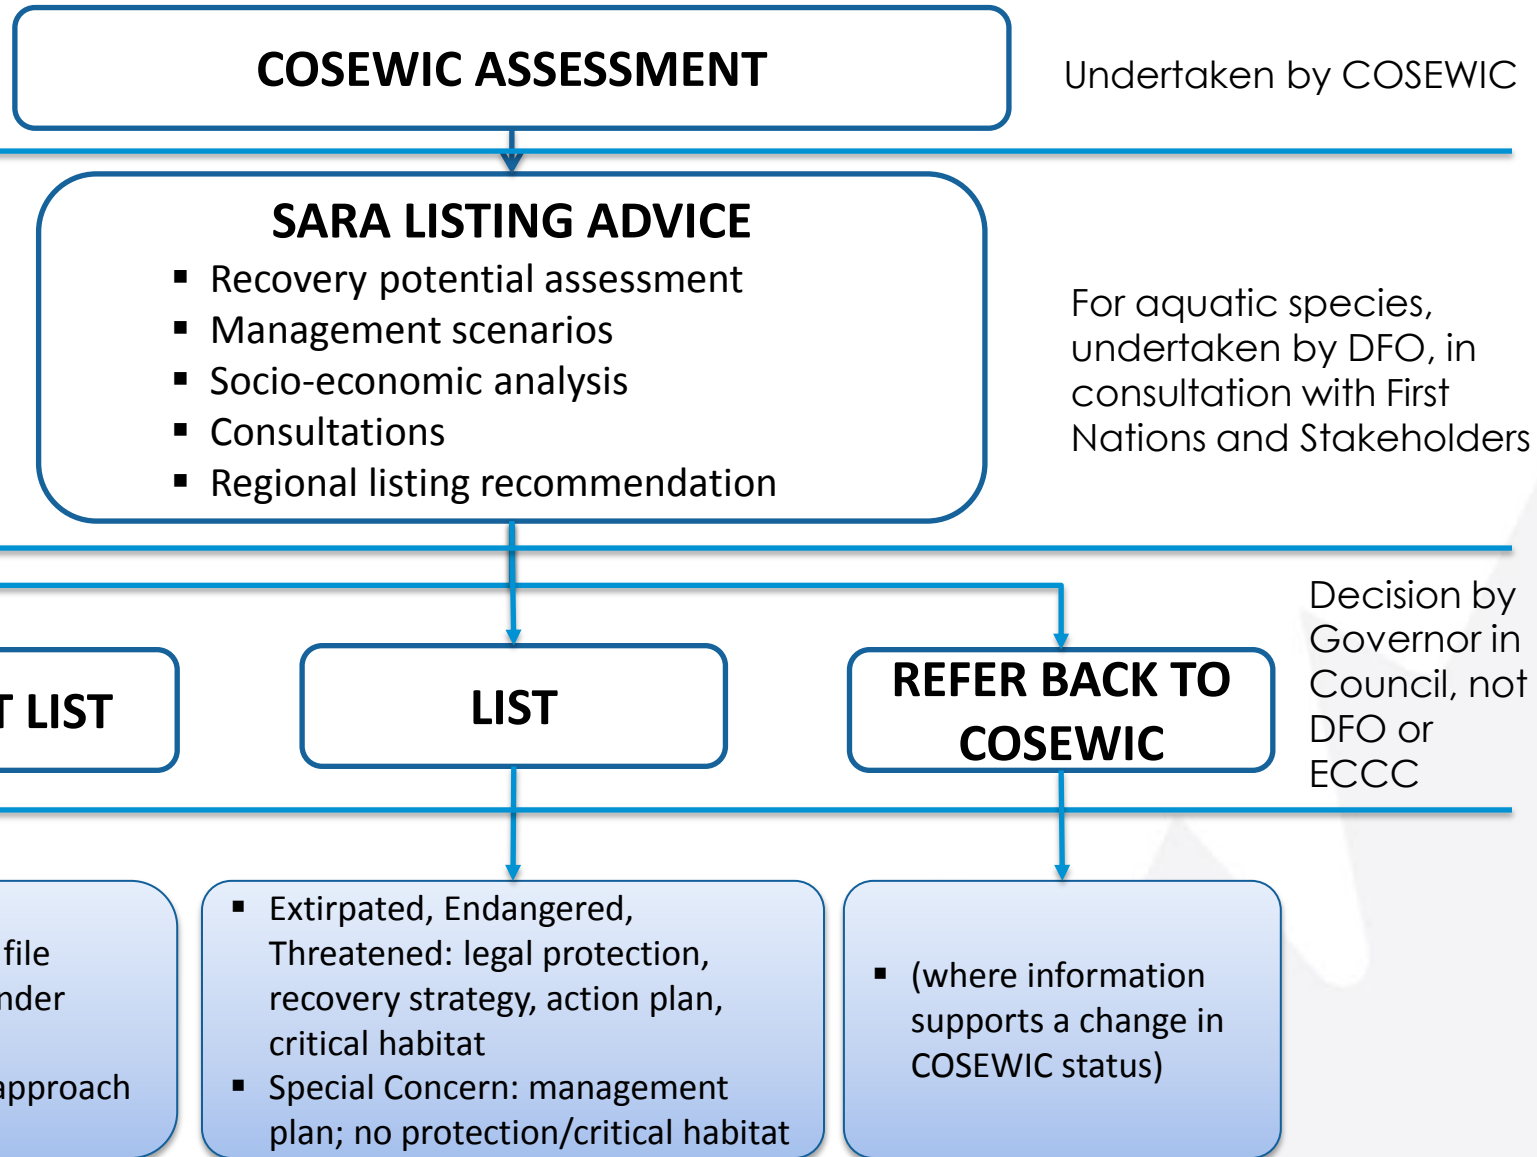 COSEWIC ASSESSMENT
Undertaken by COSEWIC
SARA LISTING ADVICE
▪ Recovery potential assessment
▪ Management scenarios
▪ Socio-economic analysis
▪ Consultations
▪ Regional listing recommendation
For aquatic species,
undertaken by DFO, in
consultation with First
Nations and Stakeholders
T LIST
LIST
REFER BACK TO
COSEWIC
Decision by
Governor in
Council, not
DFO or
ECCC
file
nder
approach
▪ Extirpated, Endangered,
Threatened: legal protection,
recovery strategy, action plan,
critical habitat
▪ Special Concern: management
plan; no protection/critical habitat
▪ (where information
supports a change in
COSEWIC status)